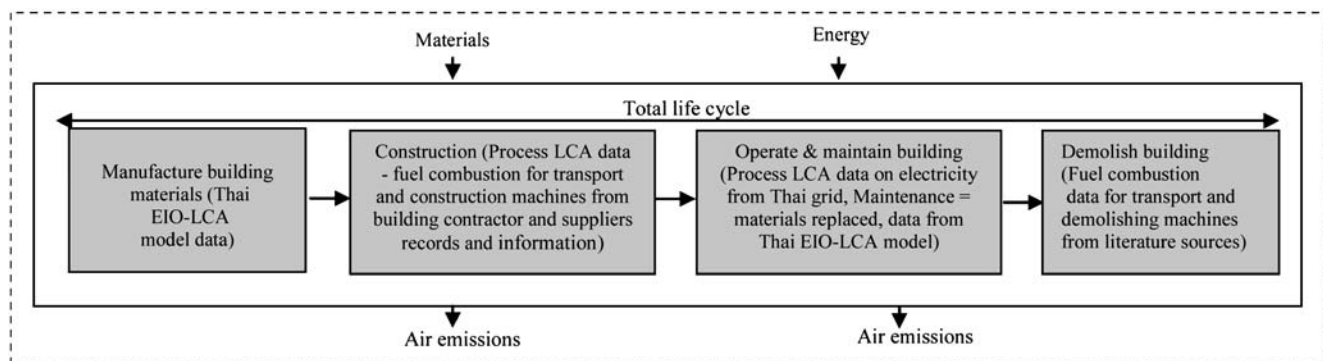 Materials
Energy
Total life cycle
Manufacture building
materials (Thai
EIO-LCA
model data)
Construction (Process LCA data
- fuel combustion for transport
and construction machines from
building contractor and suppliers
records and information)
Operate & maintain building
(Process LCA data on electricity
from Thai grid, Maintenance =
materials replaced, data from
Thai EIO-LCA model)
Demolish building
(Fuel combustion
data for transport and
demolishing machines
from literature sources)
Air emissions
Air emissions